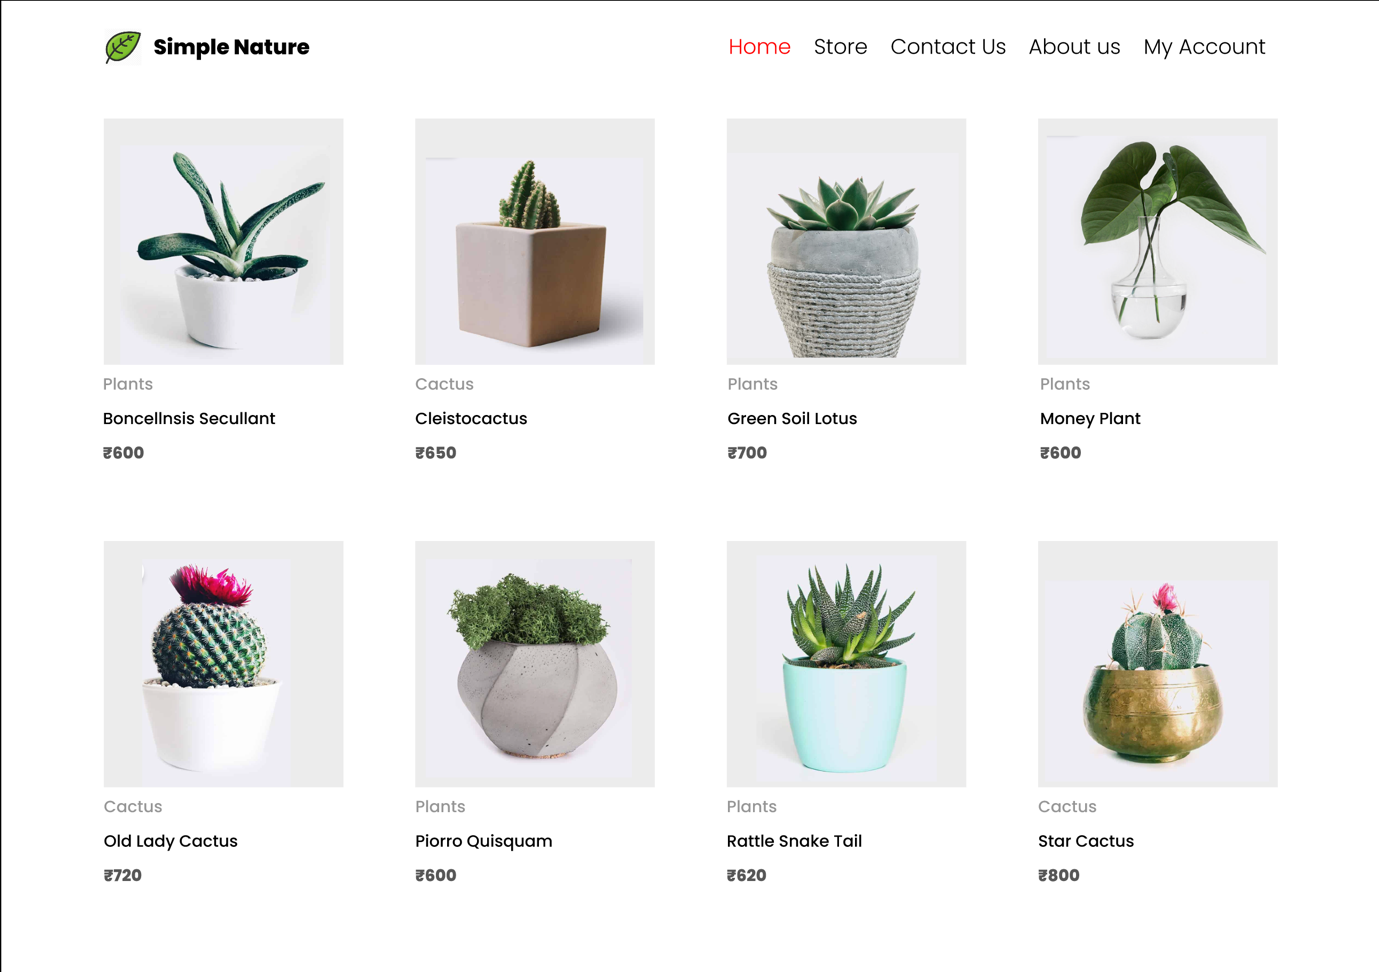 Simple Nature
Home Store Contact Us About us My Account
Plants
Boncellnsis Secullant
₹600
Cactus
Cleistocactus
₹650
Plants
Green Soil Lotus
₹700
Plants
Money Plant
₹600
Cactus
Old Lady Cactus
₹720
Plants
Piorro Quisquam
₹600
Plants
Rattle Snake Tail
₹620
Cactus
Star Cactus
₹800